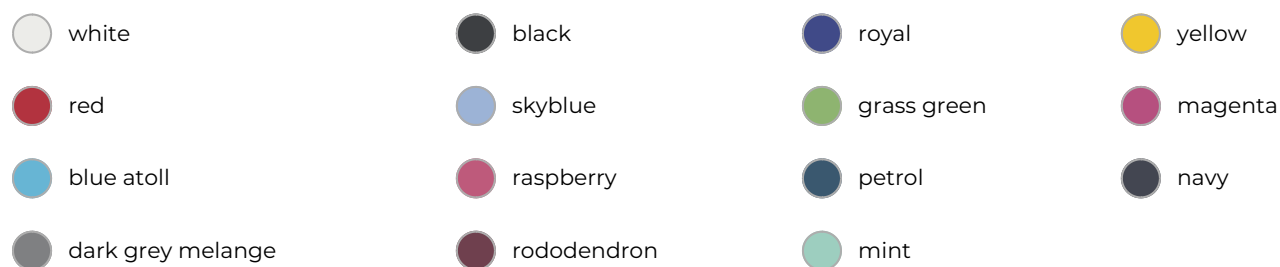 white black royal yellow
red skyblue grass green magenta
blue atoll raspberry petrol navy
dark grey melange rododendron mint